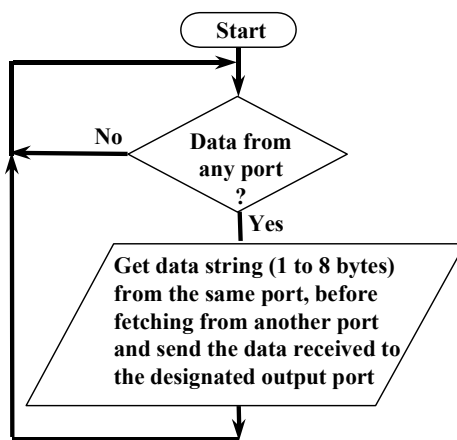 Start
No
Data from
any port
?
Yes
Get data string (1 to 8 bytes)
from the same port, before
fetching from another port
and send the data received to
the designated output port